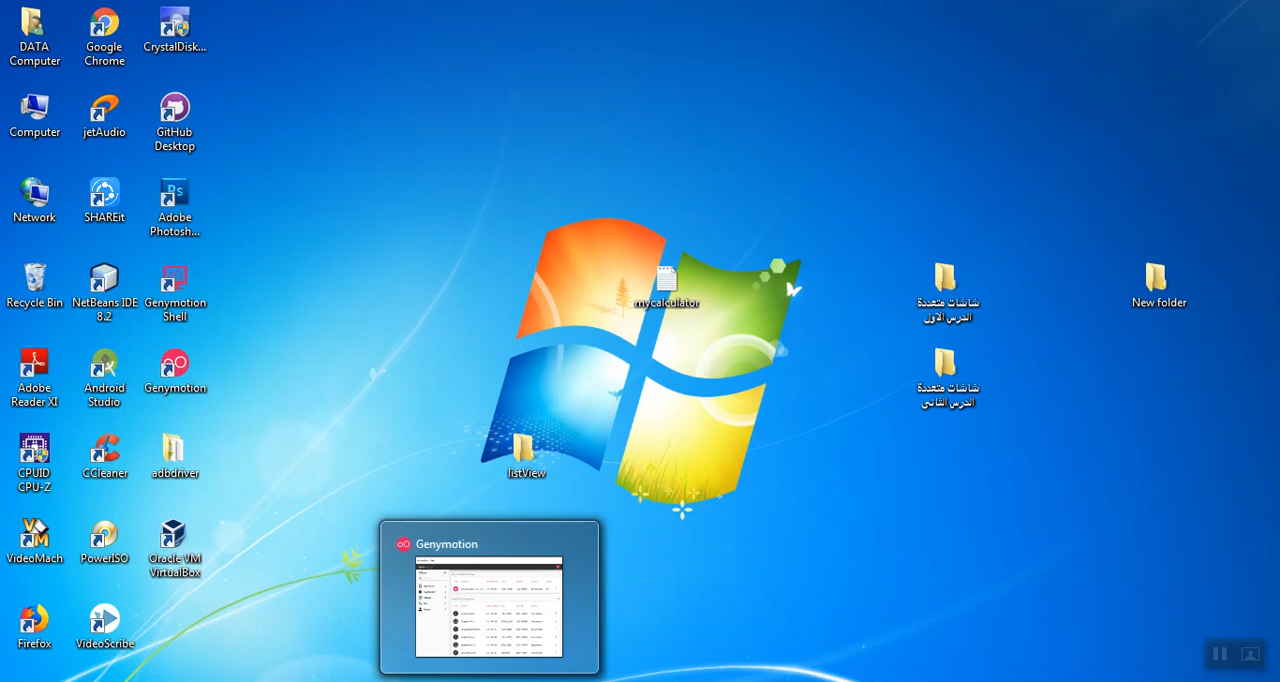 DATA
Computer
Google
Chrome
CrystalDisk...
Computer
jetAudio
GitHub
Desktop
Network
SHAREit
Adobe
Photosh...
Recycle Bin
NetBeans IDE
8.2
Genymotion
Shell
mycalculator
شاشات متعددة
الدرس الاول
New folder
Adobe
Reader XI
Android
Studio
Genymotion
شاشات متعددة
الدرس الثاني
CPUID
CPU-Z
CCleaner
adbdriver
listView
VideoMach
PowerISO
Oracle VM
VirtualBox
Genymotion
Firefox
VideoScribe